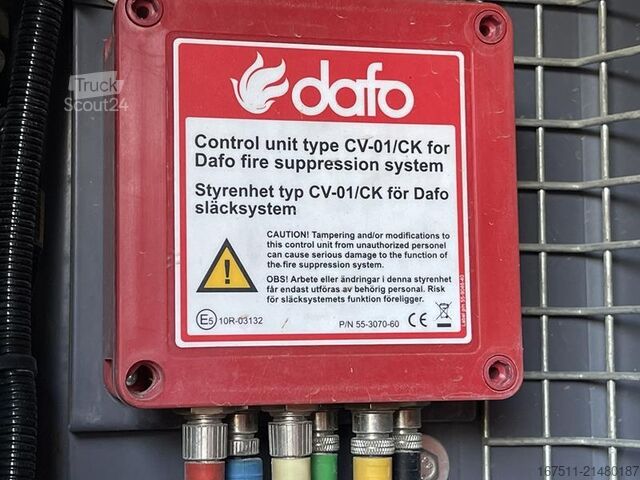 Truck
Scout24
dafo
Control unit type CV-01/CK for
Dafo fire suppression system
Styrenhet typ CV-01/CK för Dafo
släcksystem
CAUTION! Tampering and/or modifications to
this control unit from unauthorized personel
can cause serious damage to the function of
the fire suppression system.
OBS! Arbete eller ändringar i denna styrenhet
får endast utföras av behörig personal. Risk
för släcksystemets funktion föreligger.
E5 10R-03132
P/N 55-3070-60 CE
167511-21480187